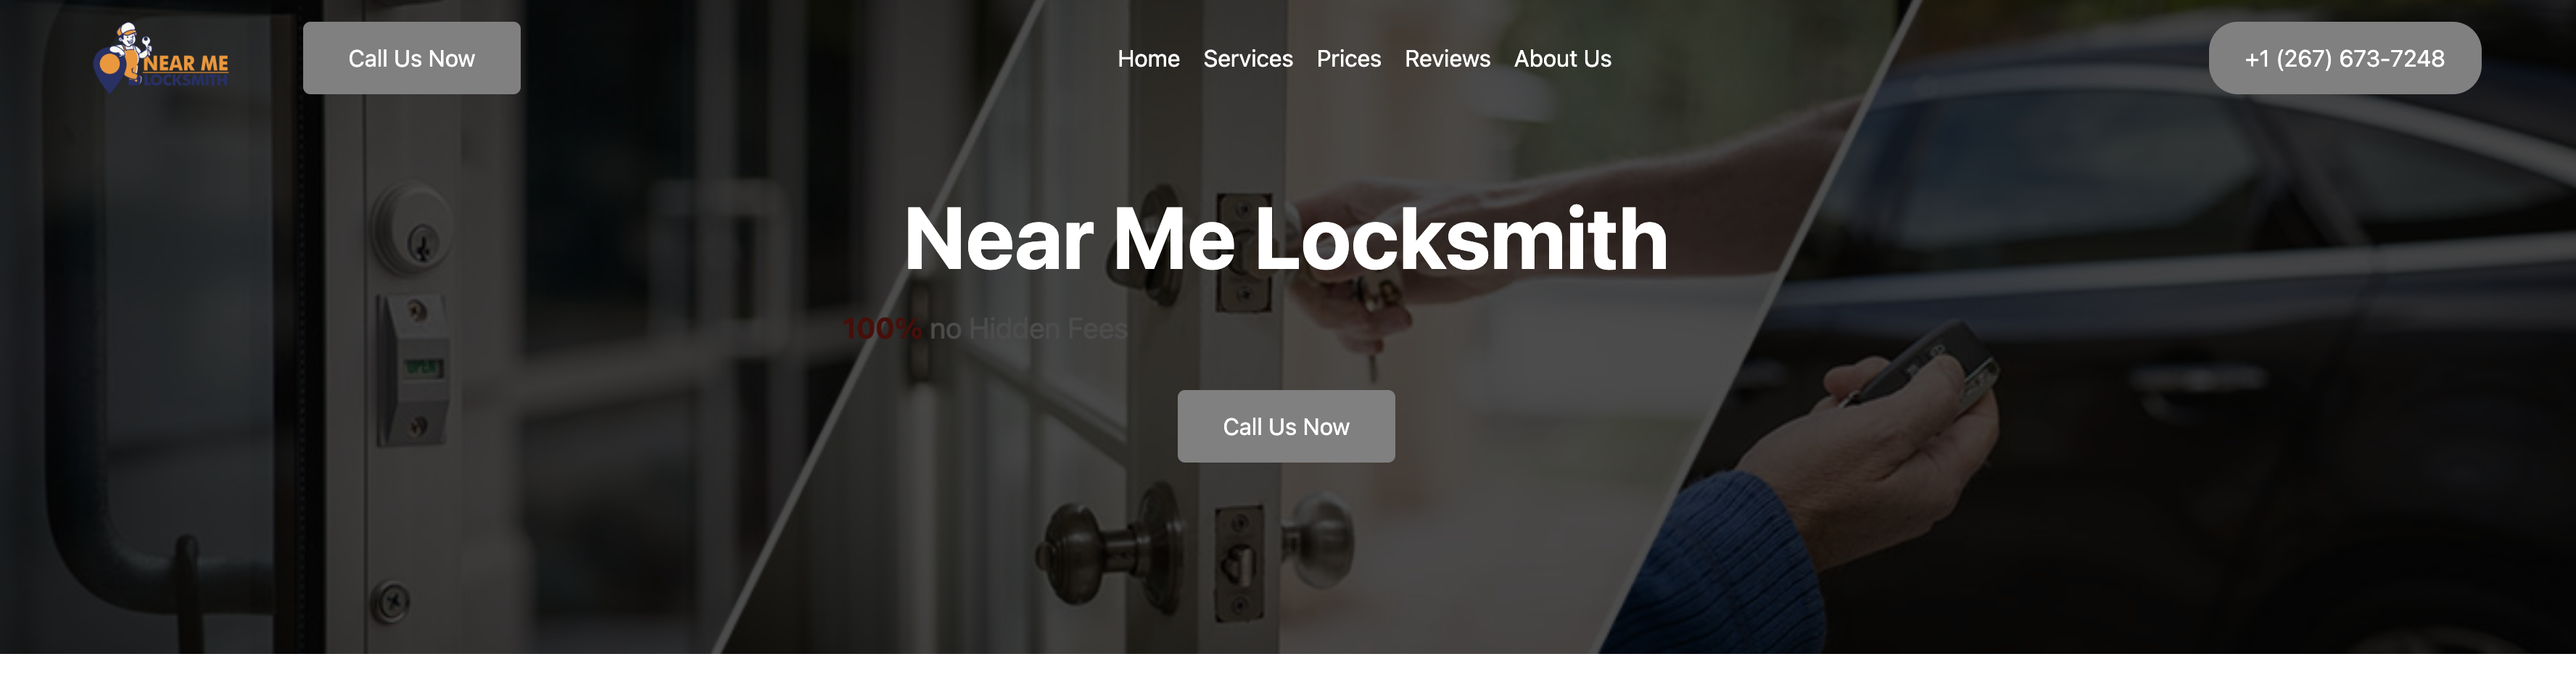 NEAR ME
LOCKSMITH
Call Us Now
Home Services Prices Reviews About Us
+1 (267) 673-7248
Near Me Locksmith
100% no Hidden Fees
OPEN
Call Us Now